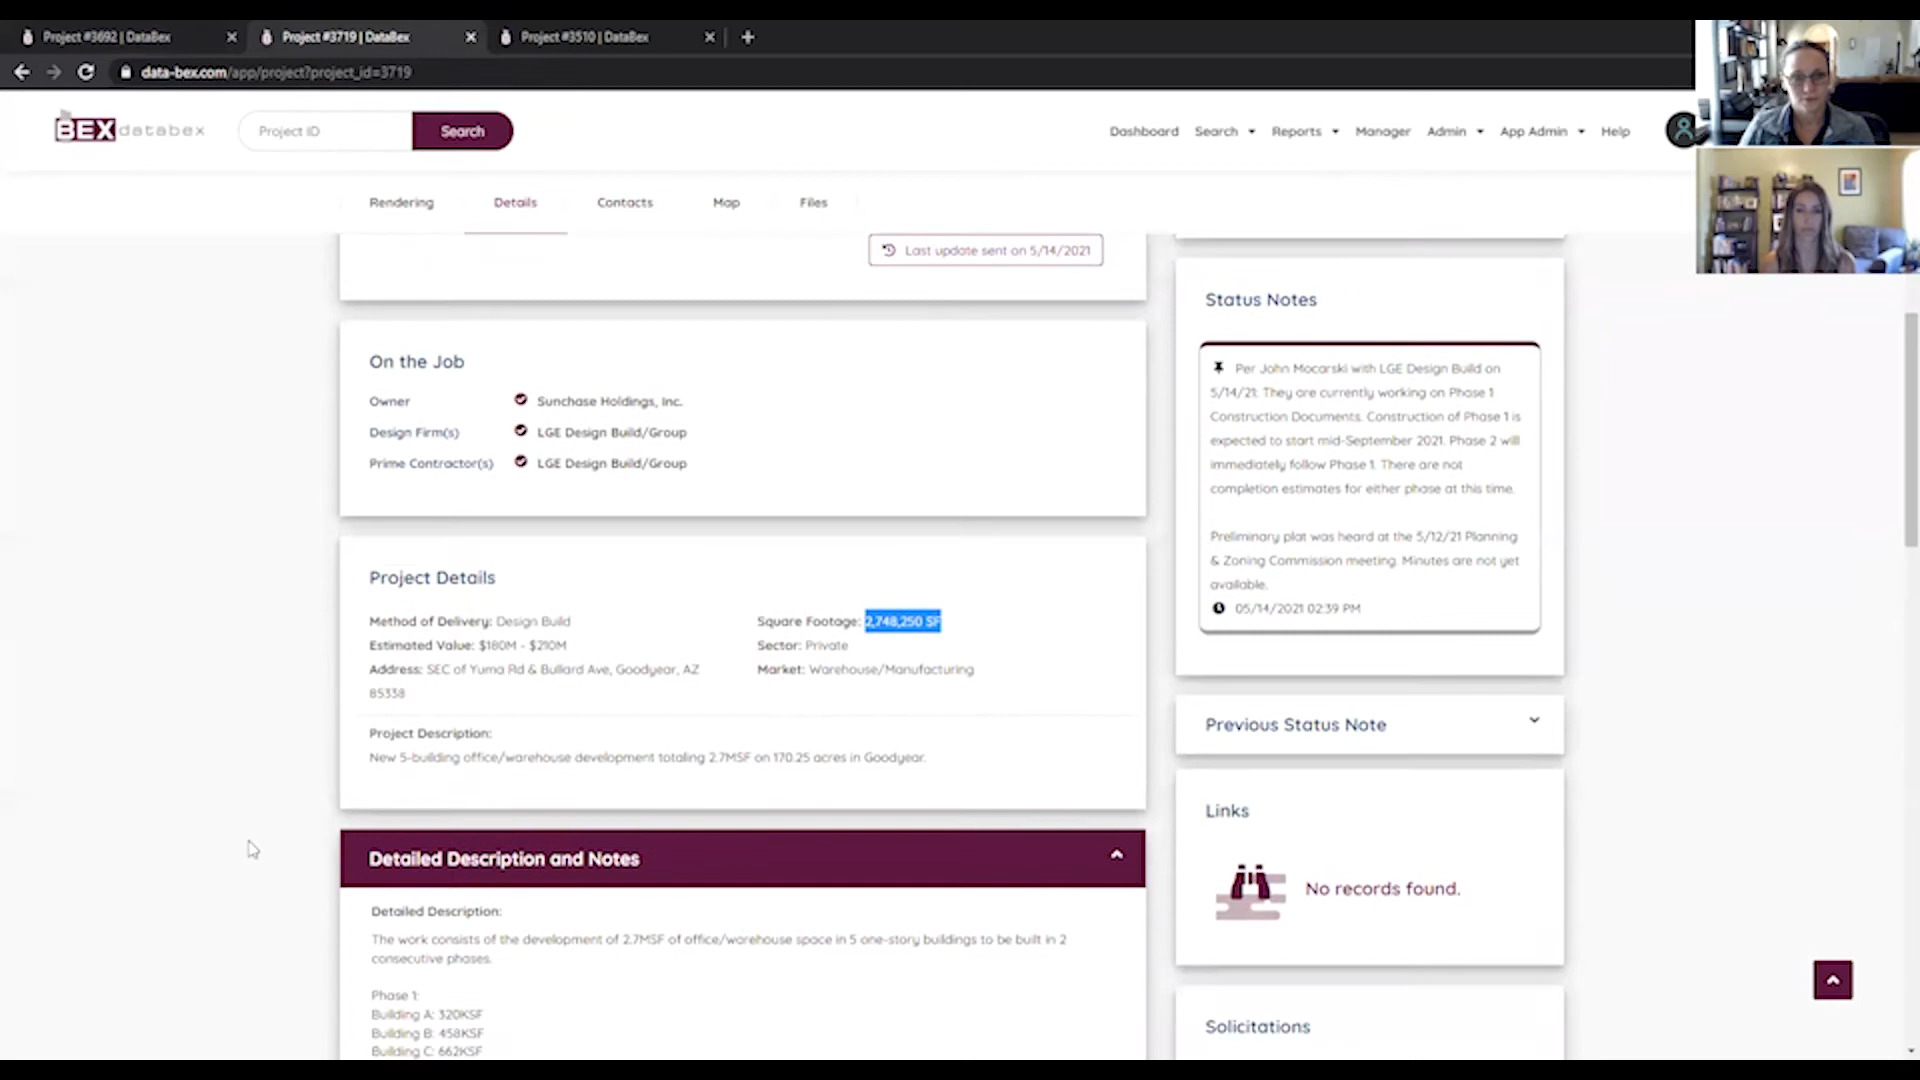 Project #3692 | DataBex
Project #3719 | DataBex
Project #3510 | DataBex
data-bex.com/app/project?project_id=3719
BEX databex
Project ID
Search
Dashboard
Search
Reports
Manager
Admin
App Admin
Help
Rendering
Details
Contacts
Map
Files
Last update sent on 5/14/2021
On the Job
Owner
Sunchase Holdings, Inc.
Design Firm(s)
LGE Design Build/Group
Prime Contractor(s)
LGE Design Build/Group
Project Details
Method of Delivery: Design Build
Square Footage: 2,748,250 SF
Estimated Value: $180M - $210M
Sector: Private
Address: SEC of Yuma Rd & Bullard Ave, Goodyear, AZ
85338
Market: Warehouse/Manufacturing
Project Description:
New 5-building office/warehouse development totaling 2.7MSF on 170.25 acres in Goodyear.
Detailed Description and Notes
Detailed Description:
The work consists of the development of 2.7MSF of office/warehouse space in 5 one-story buildings to be built in 2
consecutive phases.
Phase 1:
Building A: 320KSF
Building B: 458KSF
Building C: 662KSF
Status Notes
Per John Mocarski with LGE Design Build on
5/14/21: They are currently working on Phase 1
Construction Documents. Construction of Phase 1 is
expected to start mid-September 2021. Phase 2 will
immediately follow Phase 1. There are not
completion estimates for either phase at this time.
Preliminary plat was heard at the 5/12/21 Planning
& Zoning Commission meeting. Minutes are not yet
available.
05/14/2021 02:39 PM
Previous Status Note
Links
No records found.
Solicitations